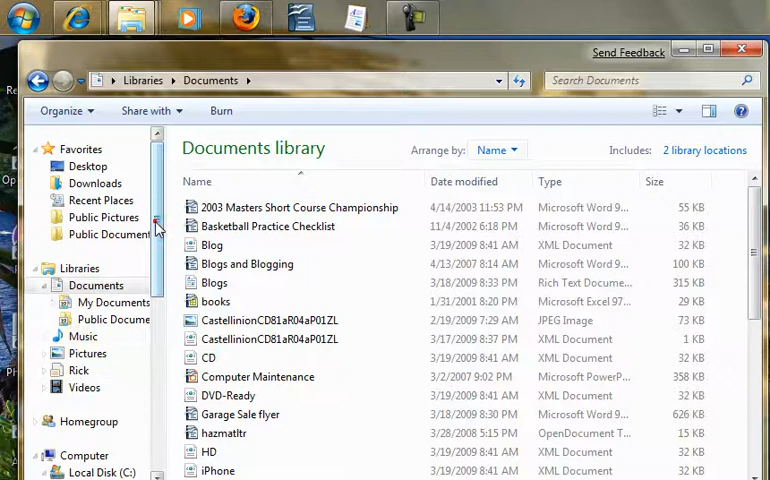 Re
Op
PH
A
Send Feedback
Libraries Documents
Search Documents
Organize Share with Burn
Favorites
Desktop
Downloads
Recent Places
Public Pictures
Public Document
Libraries
Documents
My Documents
Public Docume
Music
Pictures
Rick
Videos
Homegroup
Computer
Local Disk (C:)
Documents library
Arrange by: Name Includes: 2 library locations
Name Date modified Type Size
2003 Masters Short Course Championship 4/14/2003 11:53 PM Microsoft Word 9... 55 KB
Basketball Practice Checklist 11/4/2002 6:18 PM Microsoft Word 9... 36 KB
Blog 3/19/2009 8:41 AM XML Document 32 KB
Blogs and Blogging 4/13/2007 8:14 AM Microsoft Word 9... 100 KB
Blogs 3/18/2009 8:33 PM Rich Text Docume... 318 KB
books 1/31/2001 8:20 PM Microsoft Excel 97... 29 KB
CastellinionCD81aR04aP01ZL 2/19/2009 7:29 AM JPEG Image 73 KB
CastellinionCD81aR04aP01ZL 3/17/2009 8:37 PM XML Document 1 KB
CD 3/19/2009 8:41 AM XML Document 32 KB
Computer Maintenance 3/2/2007 9:02 PM Microsoft PowerP... 358 KB
DVD-Ready 3/19/2009 8:41 AM XML Document 32 KB
Garage Sale flyer 3/18/2009 8:30 PM Microsoft Word 9... 626 KB
hazmatltr 3/28/2008 5:15 PM OpenDocument T... 15 KB
HD 3/19/2009 8:41 AM XML Document 32 KB
iPhone 3/19/2009 8:41 AM XML Document 32 KB